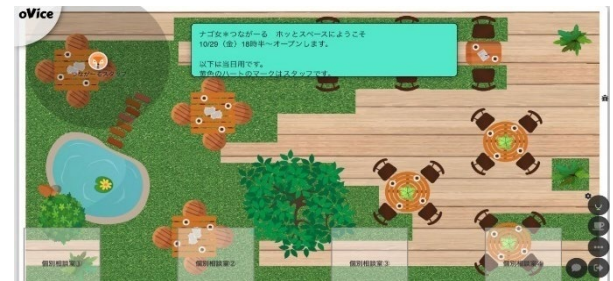 oVice
ナゴ女＊つながーる　ホッとスペースにようこそ
10/29（金）18時半～オープンします。
以下は当日用です。
黄色のハートのマークはスタッフです。
個別相談室①
個別相談室②
個別相談室③
個別相談室④